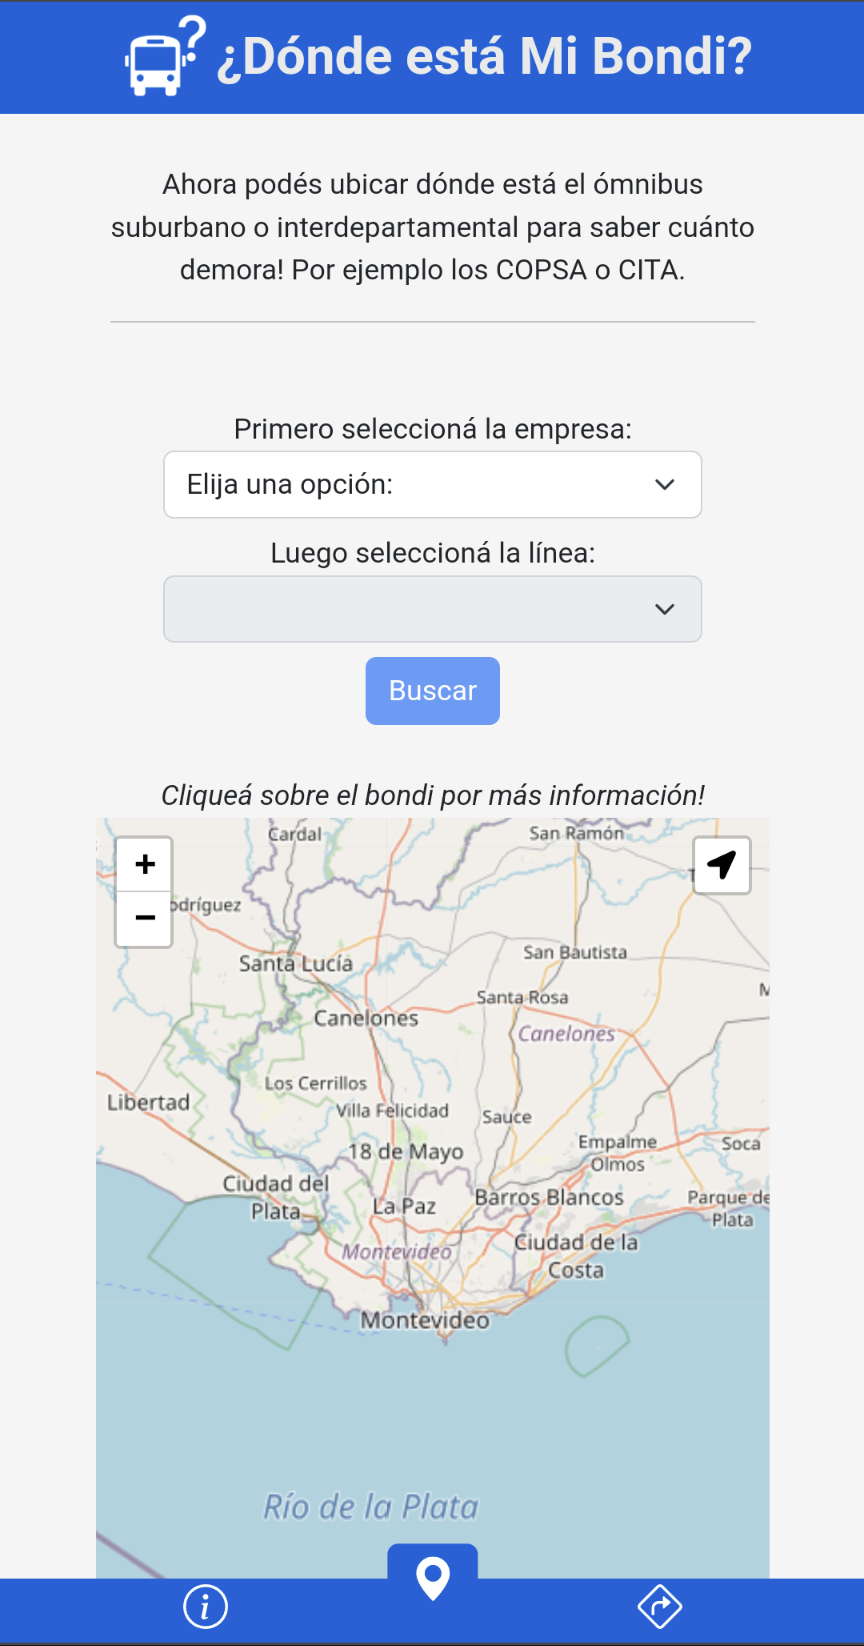 ¿Dónde está Mi Bondi?
Ahora podés ubicar dónde está el ómnibus
suburbano o interdepartamental para saber cuánto
demora! Por ejemplo los COPSA o CITA.
Primero seleccioná la empresa:
Elija una opción:
Luego seleccioná la línea:
Buscar
Cliqueá sobre el bondi por más información!
Cardal
San Ramón
+
−
odríguez
San Bautista
Santa Lucía
Santa Rosa
Canelones
Canelones
Los Cerrillos
Libertad
Villa Felicidad
Sauce
18 de Mayo
Empalme
Olmos
Soca
Ciudad del
Plata
La Paz
Barros Blancos
Parque de
Plata
Montevideo
Ciudad de la
Costa
Montevideo
Río de la Plata
i